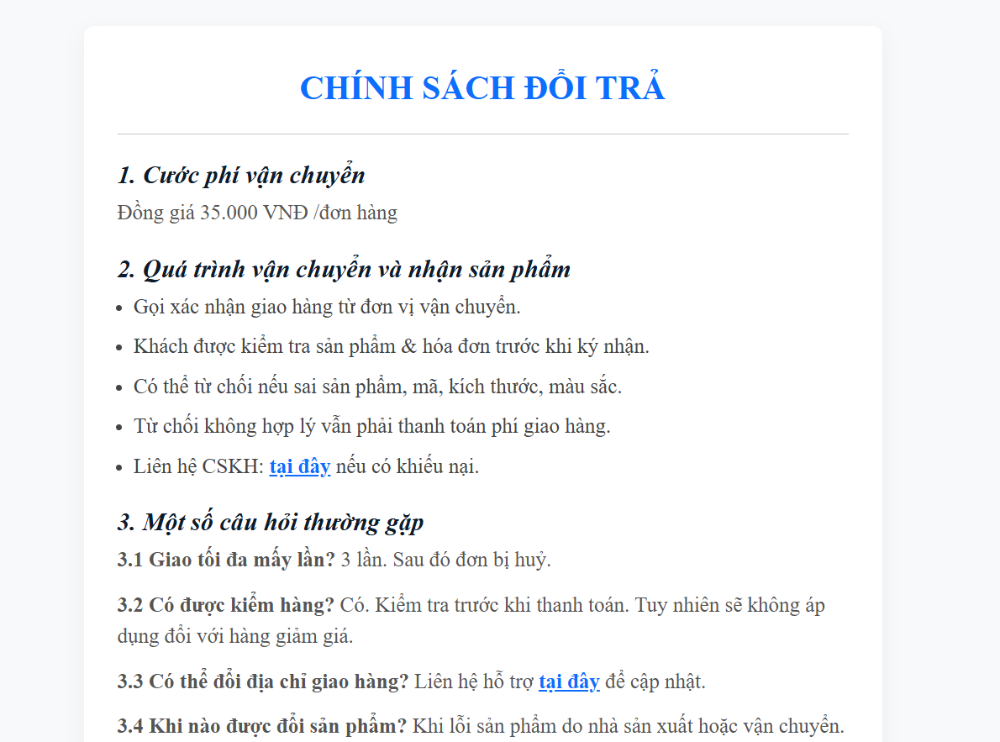 CHÍNH SÁCH ĐỔI TRẢ
1. Cước phí vận chuyển
Đồng giá 35.000 VNĐ /đơn hàng
2. Quá trình vận chuyển và nhận sản phẩm
• Gọi xác nhận giao hàng từ đơn vị vận chuyển.
• Khách được kiểm tra sản phẩm & hóa đơn trước khi ký nhận.
• Có thể từ chối nếu sai sản phẩm, mã, kích thước, màu sắc.
• Từ chối không hợp lý vẫn phải thanh toán phí giao hàng.
• Liên hệ CSKH: tại đây nếu có khiếu nại.
3. Một số câu hỏi thường gặp
3.1 Giao tối đa mấy lần? 3 lần. Sau đó đơn bị huỷ.
3.2 Có được kiểm hàng? Có. Kiểm tra trước khi thanh toán. Tuy nhiên sẽ không áp
dụng đổi với hàng giảm giá.
3.3 Có thể đổi địa chỉ giao hàng? Liên hệ hỗ trợ tại đây để cập nhật.
3.4 Khi nào được đổi sản phẩm? Khi lỗi sản phẩm do nhà sản xuất hoặc vận chuyển.